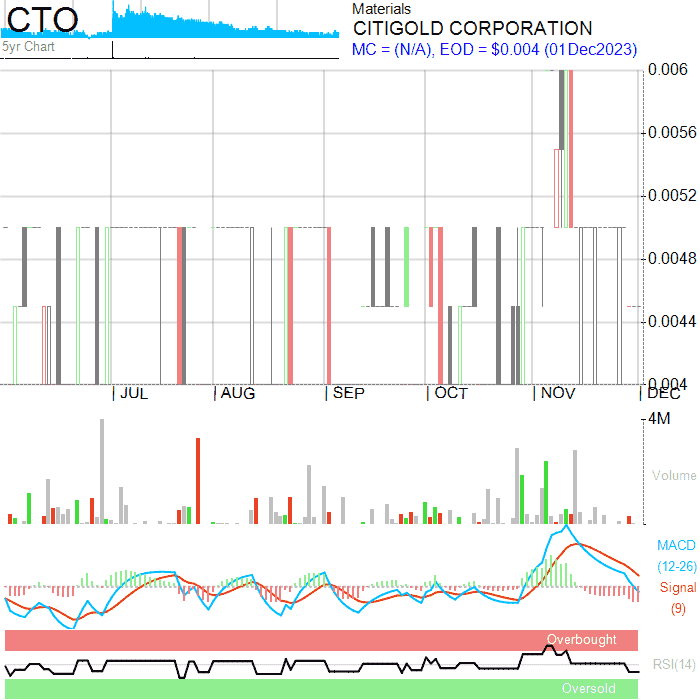 CTO
5yr Chart
Materials
CITIGOLD CORPORATION
MC = (N/A), EOD = $0.004 (01Dec2023)
0.006
0.0056
0.0052
0.0048
0.0044
0.004
JUL
AUG
SEP
OCT
NOV
DEC
4M
Volume
MACD
(12-26)
Signal
(9)
Overbought
RSI(14)
Oversold